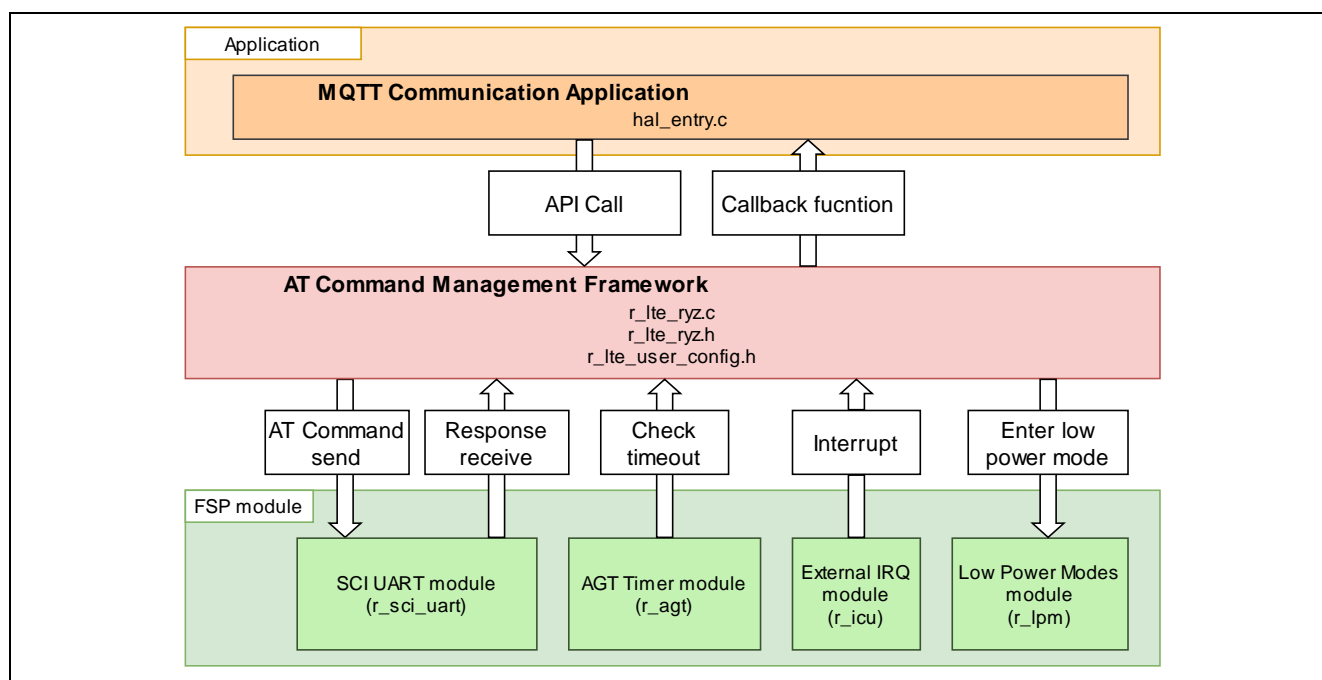 Application
MQTT Communication Application
hal_entry.c
API Call
Callback fucntion
AT Command Management Framework
r_lte_ryz.c
r_lte_ryz.h
r_lte_user_config.h
AT Command
send
Response
receive
Check
timeout
Interrupt
Enter low
power mode
FSP module
SCI UART module
(r_sci_uart)
AGT Timer module
(r_agt)
External IRQ
module
(r_icu)
Low Power Modes
module
(r_lpm)